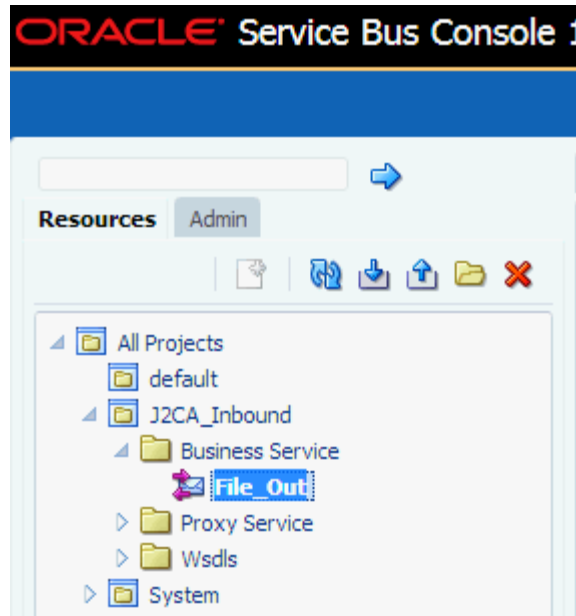 ORACLE Service Bus Console 1
Resources Admin
All Projects
default
J2CA_Inbound
Business Service
File_Out
Proxy Service
Wsdls
System